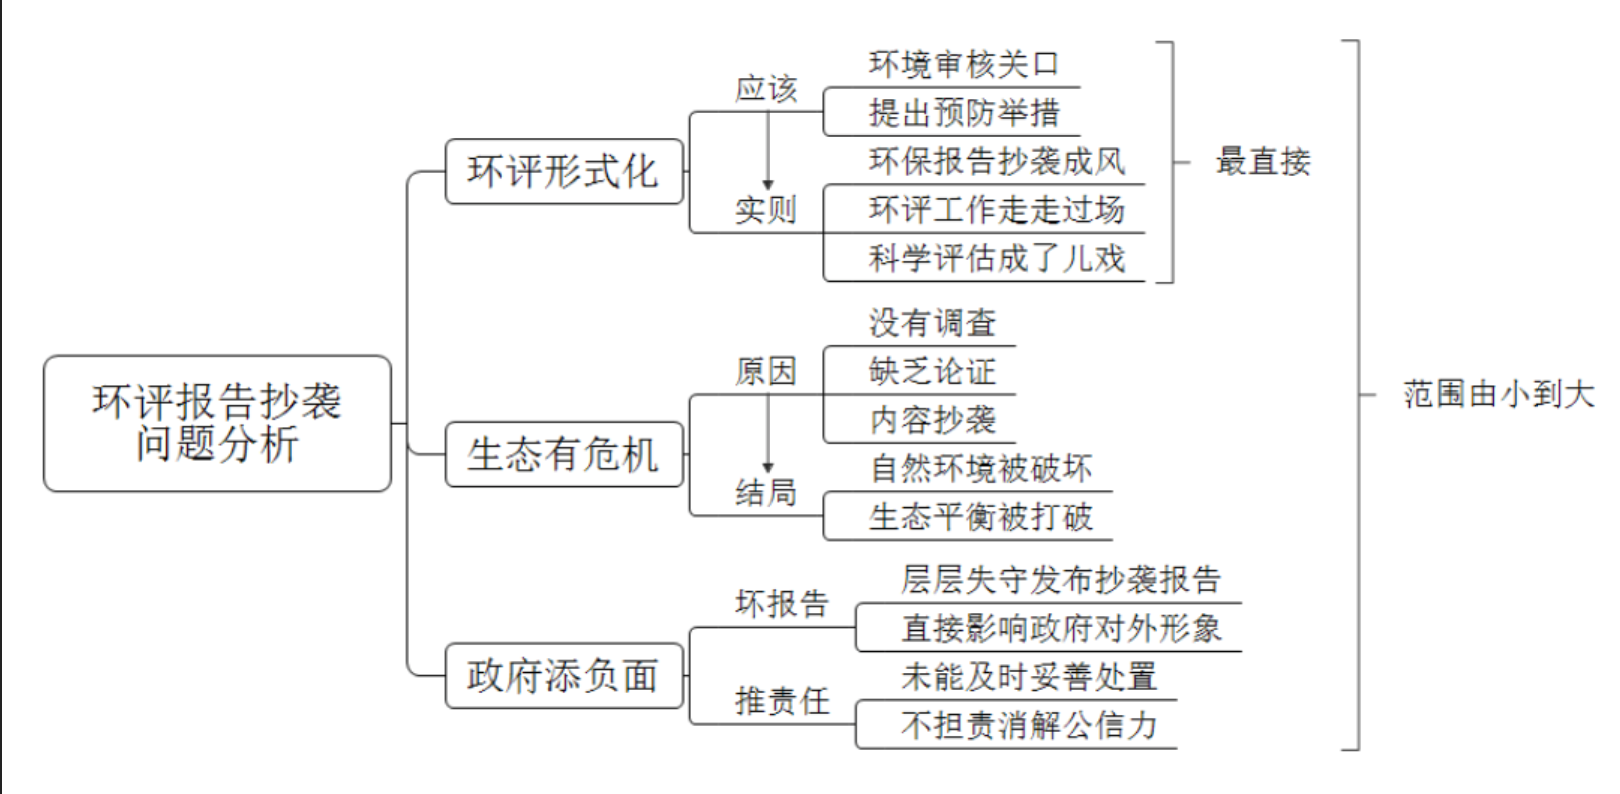 环评报告抄袭
问题分析
环评形式化
应该
环境审核关口
提出预防举措
实则
环保报告抄袭成风
环评工作走走过场
科学评估成了儿戏
最直接
生态有危机
原因
没有调查
缺乏论证
内容抄袭
结局
自然环境被破坏
生态平衡被打破
政府添负面
坏报告
层层失守发布抄袭报告
直接影响政府对外形象
推责任
未能及时妥善处置
不担责消解公信力
范围由小到大